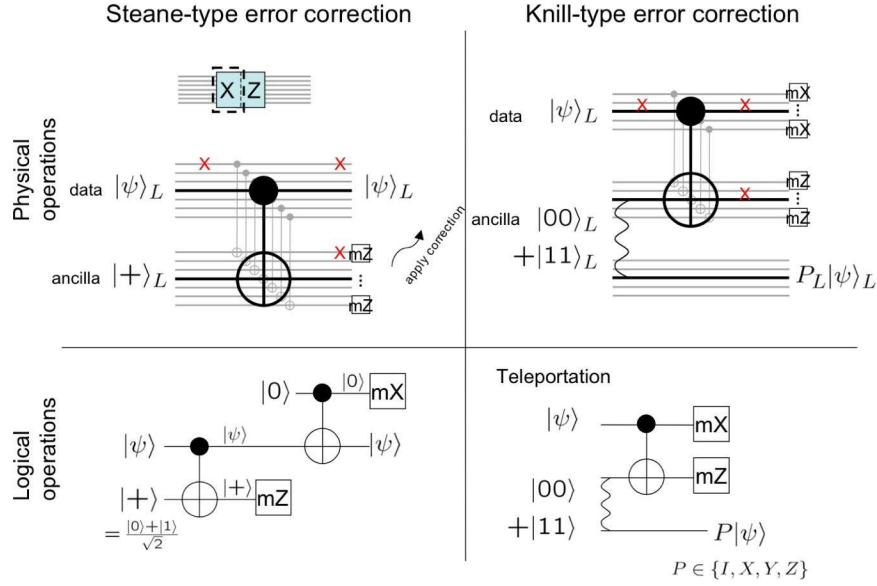 Steane-type error correction
Knill-type error correction
Physical operations
X Z
data |ψ⟩_L
X X
|ψ⟩_L
ancilla |+⟩_L
X
mZ
...
mZ
apply correction
data |ψ⟩_L
X X
mX
...
mX
ancilla |00⟩_L
+|11⟩_L
X
mZ
...
mZ
P_L|ψ⟩_L
Logical operations
|0⟩ |0⟩ mX
|ψ⟩ |ψ⟩ |ψ⟩
|+⟩ |+⟩ mZ
= |0⟩+|1⟩ / √2
Teleportation
|ψ⟩ mX
|00⟩ mZ
+|11⟩ P|ψ⟩
P ∈ {I, X, Y, Z}